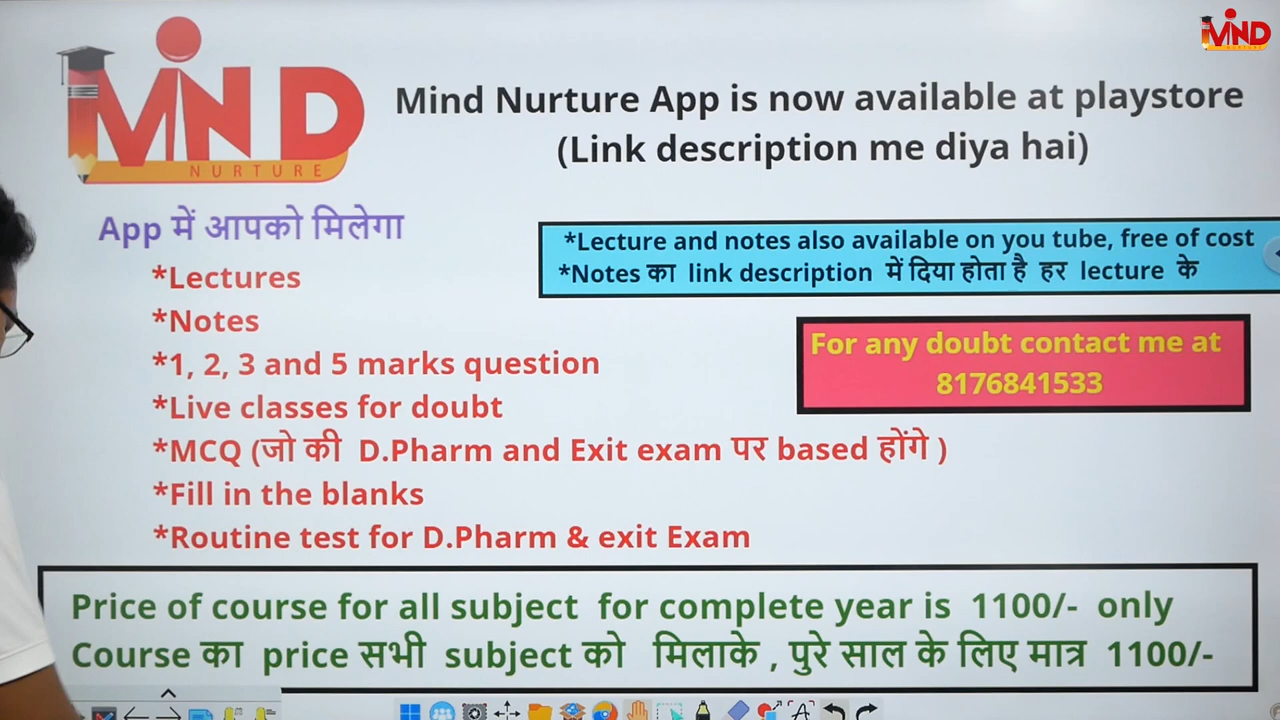 MIND
NURTURE
MIND
NURTURE
Mind Nurture App is now available at playstore
(Link description me diya hai)
App में आपको मिलेगा
*Lectures
*Notes
*1, 2, 3 and 5 marks question
*Live classes for doubt
*MCQ (जो की D.Pharm and Exit exam पर based होंगे )
*Fill in the blanks
*Routine test for D.Pharm & exit Exam
*Lecture and notes also available on you tube, free of cost
*Notes का link description में दिया होता है हर lecture के
For any doubt contact me at
8176841533
Price of course for all subject for complete year is 1100/- only
Course का price सभी subject को मिलाके , पुरे साल के लिए मात्र 1100/-